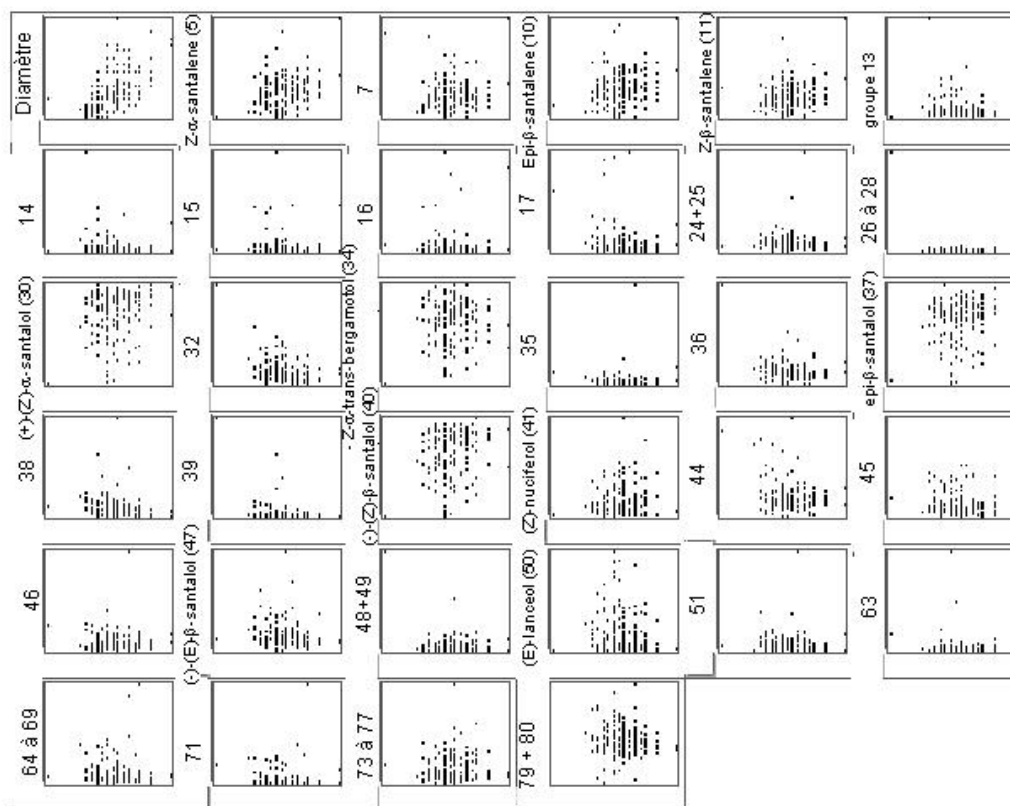 Diamètre
Z-α-santalene (5)
7
Epi-β-santalene (10)
Z-β-santalene (11)
groupe 13
14
15
16
17
24+25
26 à 28
(+)-(Z)-α-santalol (30)
32
- Z-α-trans-bergamotol (34)
35
36
epi-β-santalol (37)
38
39
(-)-(Z)-β-santalol (40)
(Z)-nuciferol (41)
44
45
46
(-)-(E)-β-santalol (47)
48+49
(E)-lanceol (50)
51
63
64 à 69
71
73 à 77
79 + 80